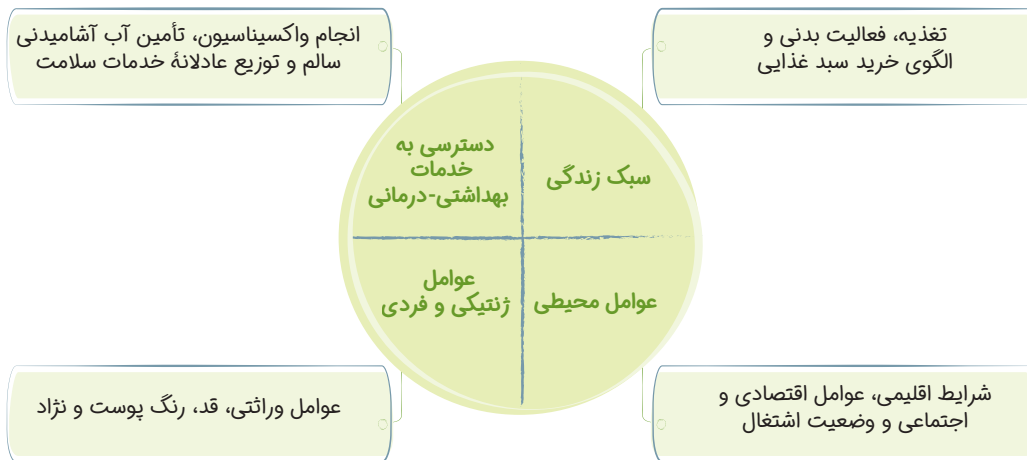 تغذیه، فعالیت بدنی و
الگوی خرید سبد غذایی
انجام واکسیناسیون، تأمین آب آشامیدنی
سالم و توزیع عادلانهٔ خدمات سلامت
سبک زندگی
دسترسی به
خدمات
بهداشتی-درمانی
عوامل محیطی
عوامل
ژنتیکی و فردی
شرایط اقلیمی، عوامل اقتصادی و
اجتماعی و وضعیت اشتغال
عوامل وراثتی، قد، رنگ پوست و نژاد